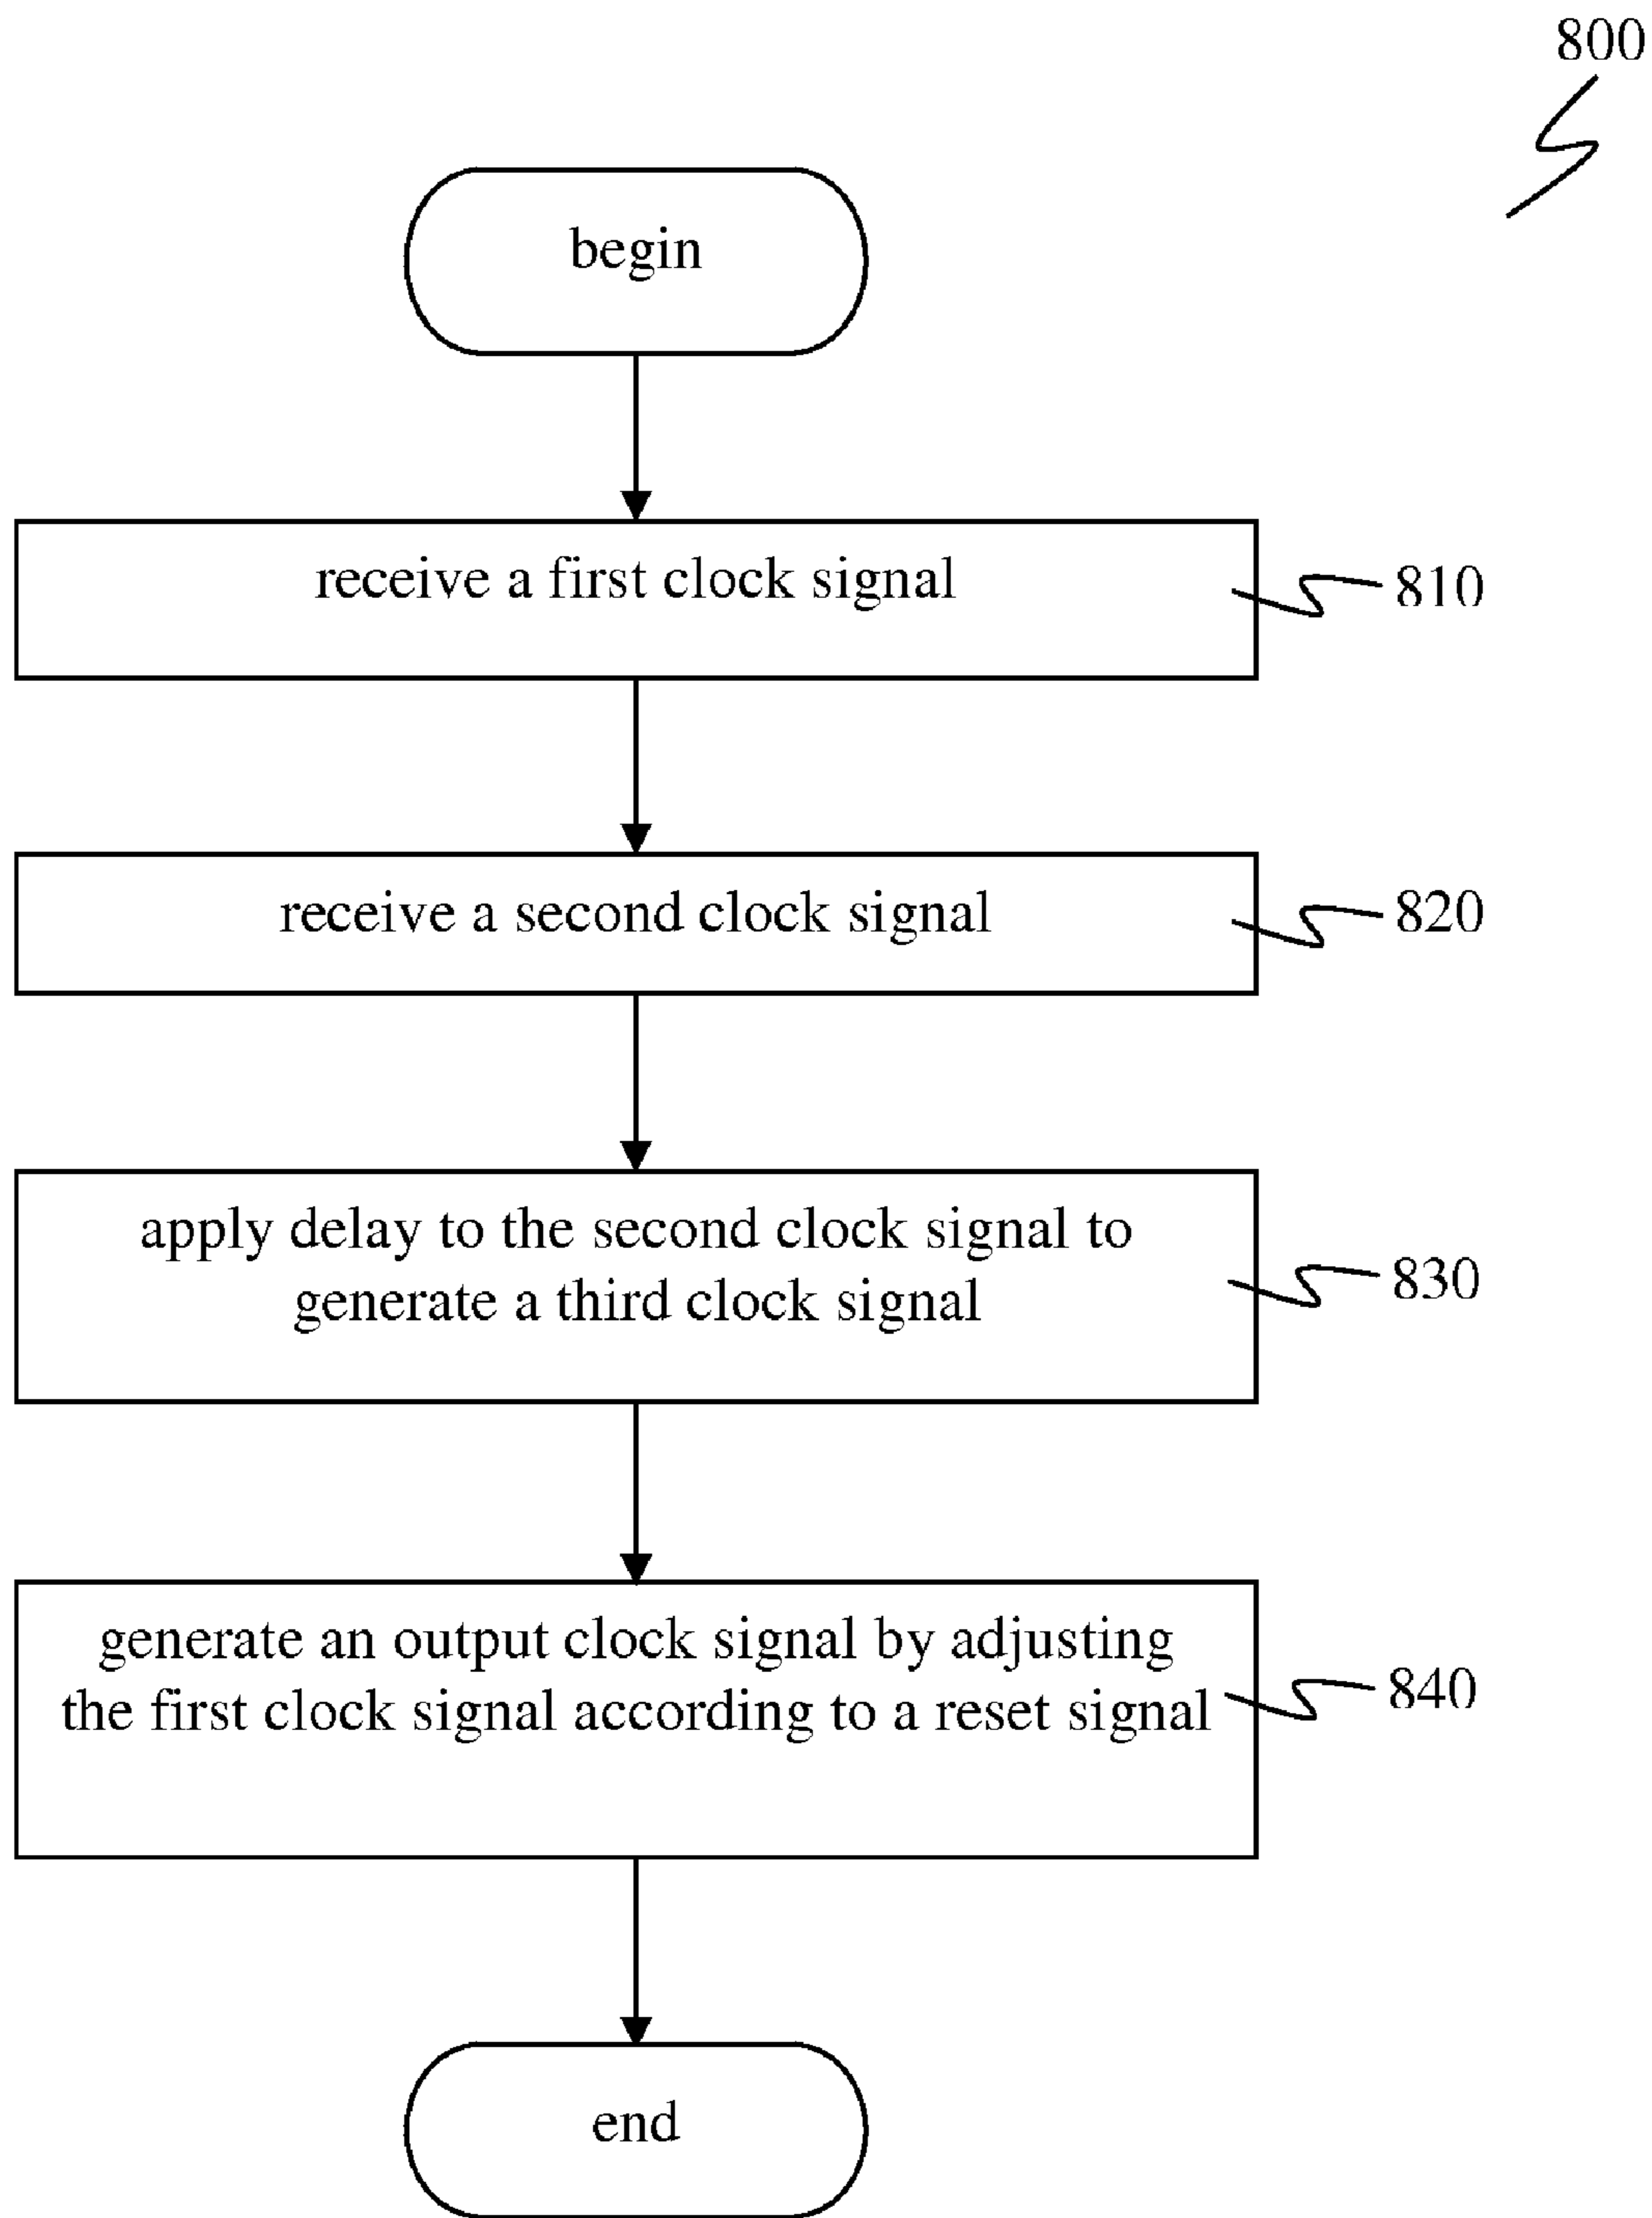 800
begin
receive a first clock signal
810
receive a second clock signal
820
apply delay to the second clock signal to
generate a third clock signal
830
generate an output clock signal by adjusting
the first clock signal according to a reset signal
840
end